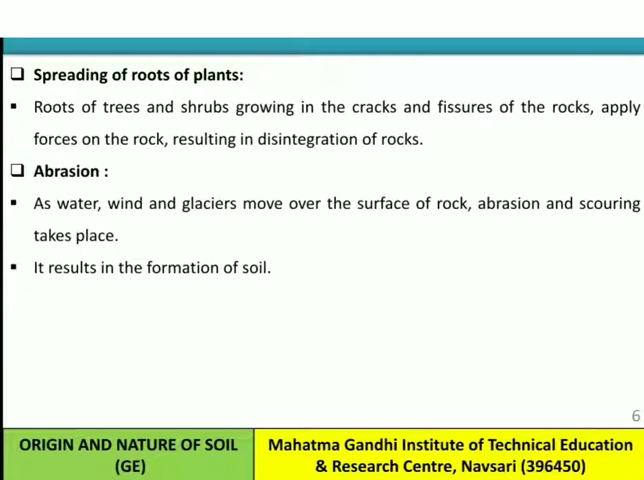 Spreading of roots of plants:
Roots of trees and shrubs growing in the cracks and fissures of the rocks, apply
forces on the rock, resulting in disintegration of rocks.
Abrasion :
As water, wind and glaciers move over the surface of rock, abrasion and scouring
takes place.
It results in the formation of soil.
6
ORIGIN AND NATURE OF SOIL
(GE)
Mahatma Gandhi Institute of Technical Education
& Research Centre, Navsari (396450)